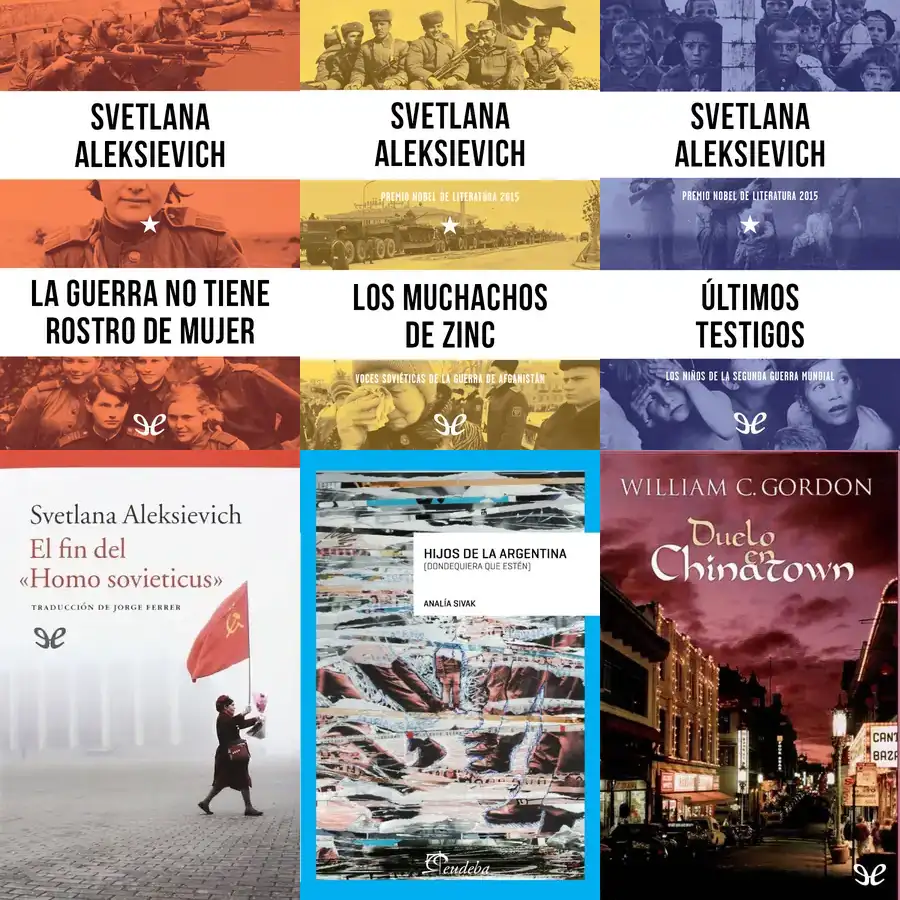 SVETLANA
ALEKSIEVICH
LA GUERRA NO TIENE
ROSTRO DE MUJER
SVETLANA
ALEKSIEVICH
PREMIO NOBEL DE LITERATURA 2015
LOS MUCHACHOS
DE ZINC
VOCES SOVIÉTICAS DE LA GUERRA DE AFGANISTÁN
SVETLANA
ALEKSIEVICH
PREMIO NOBEL DE LITERATURA 2015
ÚLTIMOS
TESTIGOS
LOS NIÑOS DE LA SEGUNDA GUERRA MUNDIAL
Svetlana Aleksievich
El fin del
«Homo sovieticus»
TRADUCCIÓN DE JORGE FERRER
HIJOS DE LA ARGENTINA
(DONDEQUIERA QUE ESTÉN)
ANALÍA SIVAK
eudeba
WILLIAM C. GORDON
Duelo
en
Chinatown
CANT
BAZA